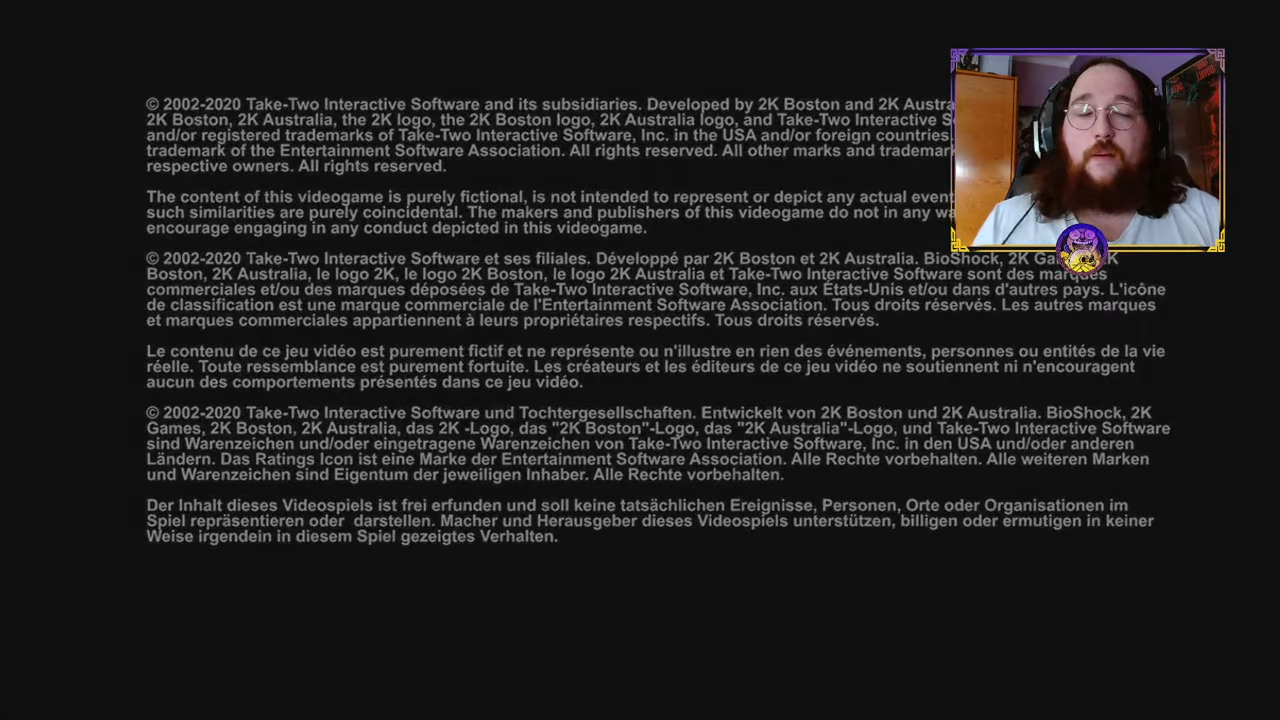 © 2002-2020 Take-Two Interactive Software and its subsidiaries. Developed by 2K Boston and 2K
2K Boston, 2K Australia, the 2K logo, the 2K Boston logo, 2K Australia logo, and Take-Two Interactive
and/or registered trademarks of Take-Two Interactive Software, Inc. in the USA and/or foreign countries.
trademark of the Entertainment Software Association. All rights reserved. All other marks and
respective owners. All rights reserved.
The content of this videogame is purely fictional, is not intended to represent or depict any actual
such similarities are purely coincidental. The makers and publishers of this videogame do not in any
encourage engaging in any conduct depicted in this videogame.
© 2002-2020 Take-Two Interactive Software et ses filiales. Développé par 2K Boston et 2K Australia. BioShock, 2K
Boston, 2K Australia, le logo 2K, le logo 2K Boston, le logo 2K Australia et Take-Two Interactive Software sont des marques
commerciales et/ou des marques déposées de Take-Two Interactive Software, Inc. aux États-Unis et/ou dans d'autres pays. L'icône
de classification est une marque commerciale de l'Entertainment Software Association. Tous droits réservés. Les autres marques
et marques commerciales appartiennent à leurs propriétaires respectifs. Tous droits réservés.
Le contenu de ce jeu vidéo est purement fictif et ne représente ou n'illustre en rien des événements, personnes ou entités de la vie
réelle. Toute ressemblance est purement fortuite. Les créateurs et les éditeurs de ce jeu vidéo ne soutiennent ni n'encouragent
aucun des comportements présentés dans ce jeu vidéo.
© 2002-2020 Take-Two Interactive Software und Tochtergesellschaften. Entwickelt von 2K Boston und 2K Australia. BioShock, 2K
Games, 2K Boston, 2K Australia, das 2K -Logo, das "2K Boston"-Logo, das "2K Australia"-Logo, und Take-Two Interactive Software
sind Warenzeichen und/oder eingetragene Warenzeichen von Take-Two Interactive Software, Inc. in den USA und/oder anderen
Ländern. Das Ratings Icon ist eine Marke der Entertainment Software Association. Alle Rechte vorbehalten. Alle weiteren Marken
und Warenzeichen sind Eigentum der jeweiligen Inhaber. Alle Rechte vorbehalten.
Der Inhalt dieses Videospiels ist frei erfunden und soll keine tatsächlichen Ereignisse, Personen, Orte oder Organisationen im
Spiel repräsentieren oder darstellen. Macher und Herausgeber dieses Videospiels unterstützen, billigen oder ermutigen in keiner
Weise irgendein in diesem Spiel gezeigtes Verhalten.